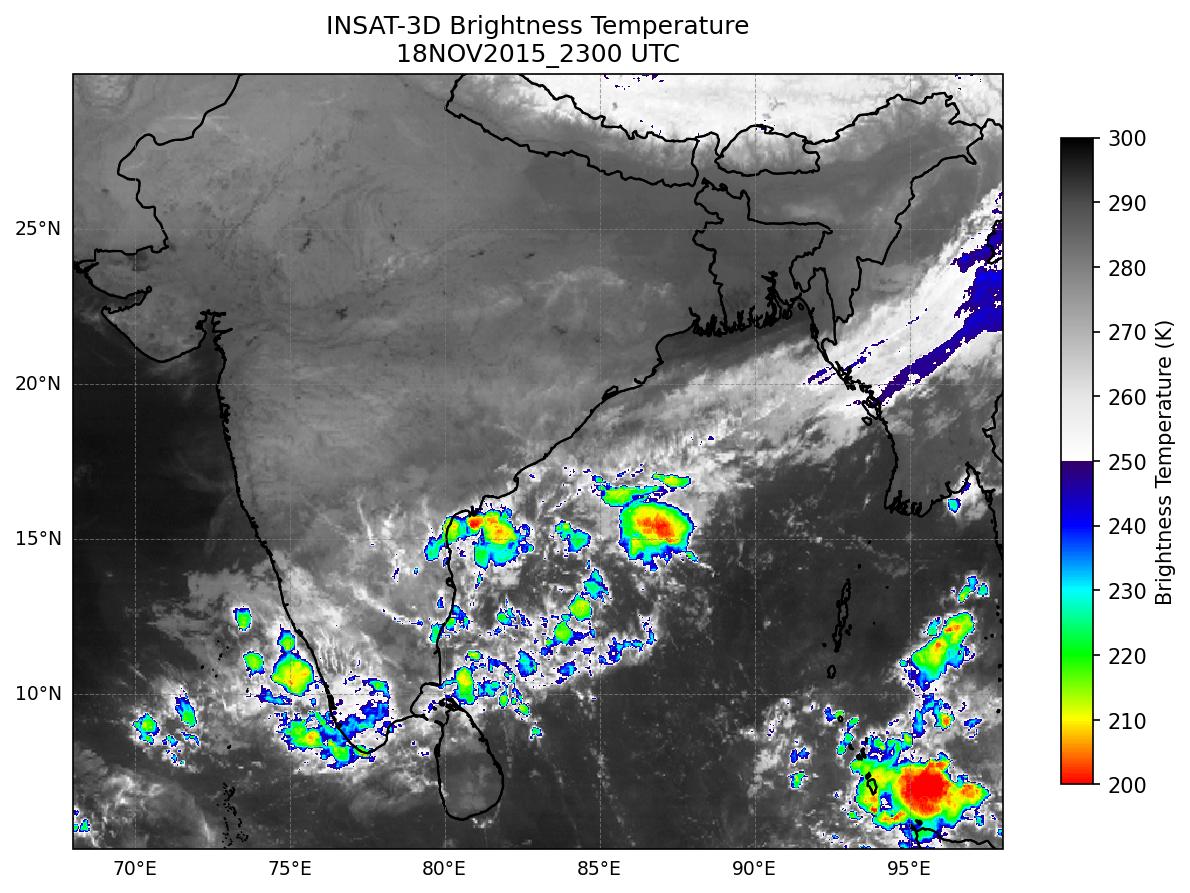 INSAT-3D Brightness Temperature
18NOV2015_2300 UTC
25°N
20°N
15°N
10°N
70°E
75°E
80°E
85°E
90°E
95°E
300
290
280
270
260
250
240
230
220
210
200
Brightness Temperature (K)